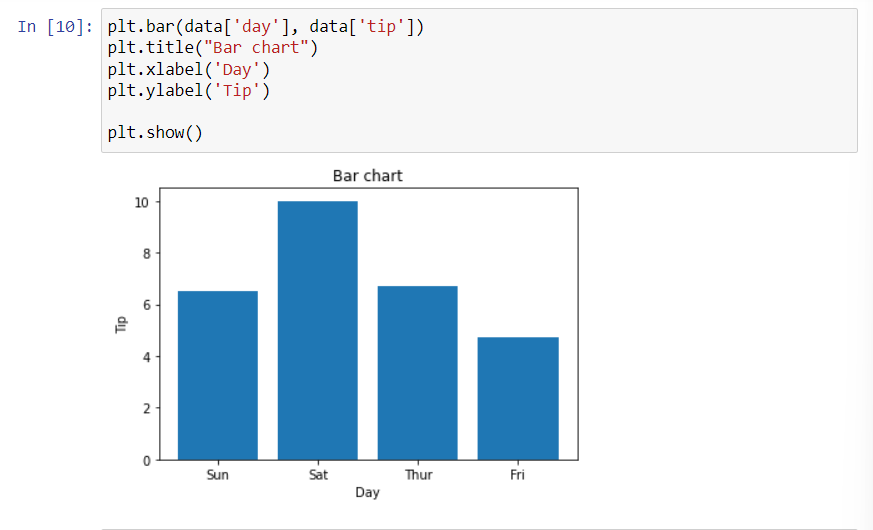 In [10]: plt.bar(data['day'], data['tip'])
plt.title("Bar chart")
plt.xlabel('Day')
plt.ylabel('Tip')
plt.show()
Bar chart
10
8
6
4
2
0
Tip
Sun Sat Thur Fri
Day